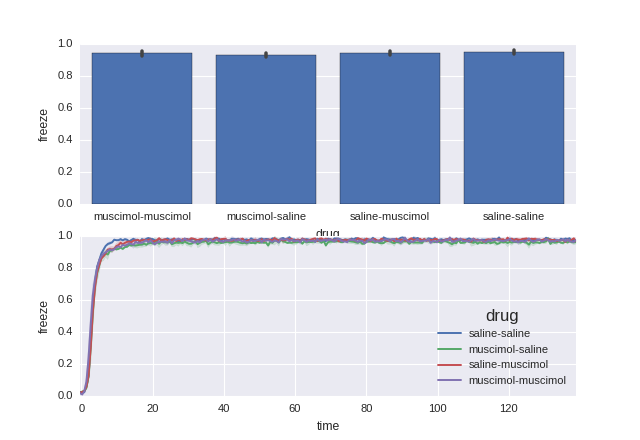 1.0
0.8
0.6
0.4
0.2
0.0
freeze
muscimol-muscimol muscimol-saline saline-muscimol saline-saline
drug
1.0
0.8
0.6
0.4
0.2
0.0
freeze
drug
saline-saline
muscimol-saline
saline-muscimol
muscimol-muscimol
0 20 40 60 80 100 120
time